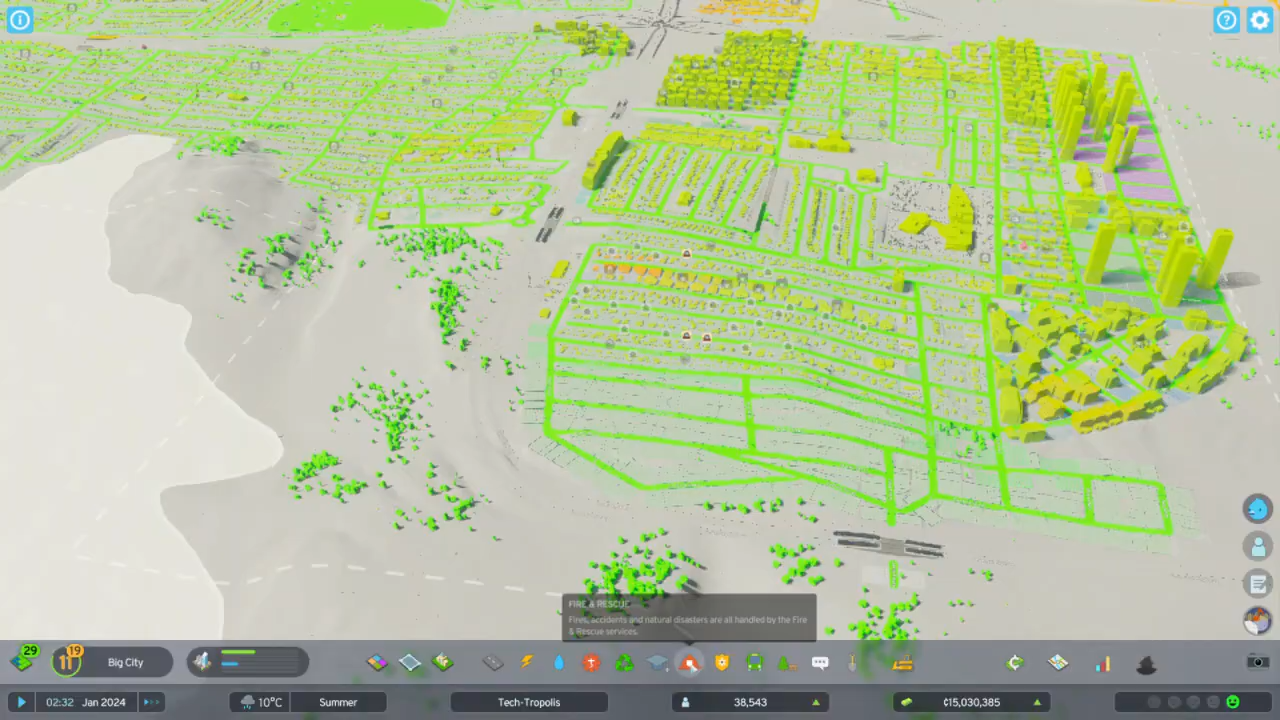 FIRE & RESCUE
Fires, accidents and natural disasters are all handled by the Fire
& Rescue services.
29
19
11
Big City
02:32 Jan 2024
10°C
Summer
Tech-Tropolis
38,543
¢15,030,385